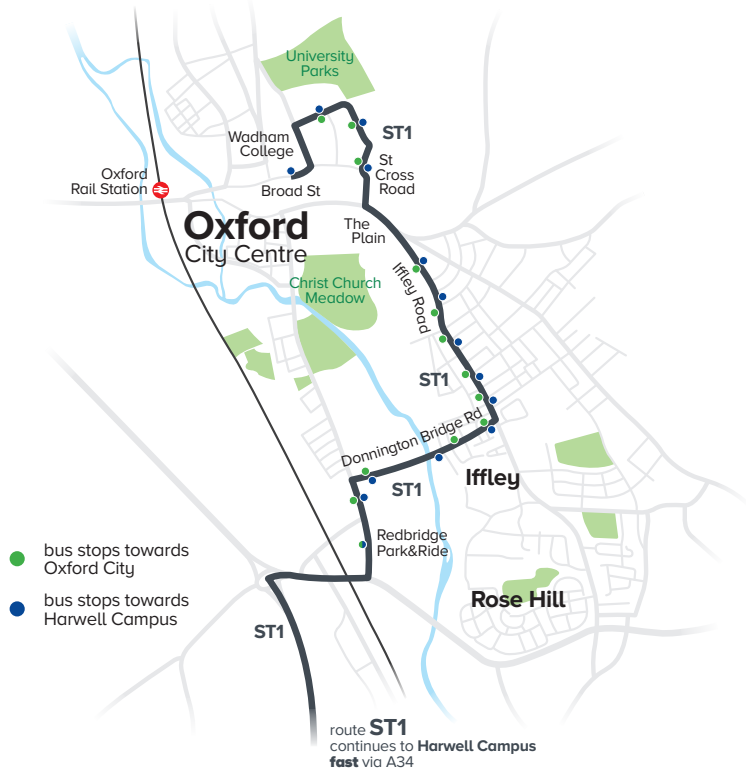 University
Parks
ST1
Wadham
College
St
Cross
Road
Oxford
Rail Station
Broad St
Oxford
City Centre
The
Plain
Christ Church
Meadow
Iffley Road
ST1
Donnington Bridge Rd
Iffley
ST1
Redbridge
Park&Ride
bus stops towards
Oxford City
bus stops towards
Harwell Campus
Rose Hill
ST1
route ST1
continues to Harwell Campus
fast via A34